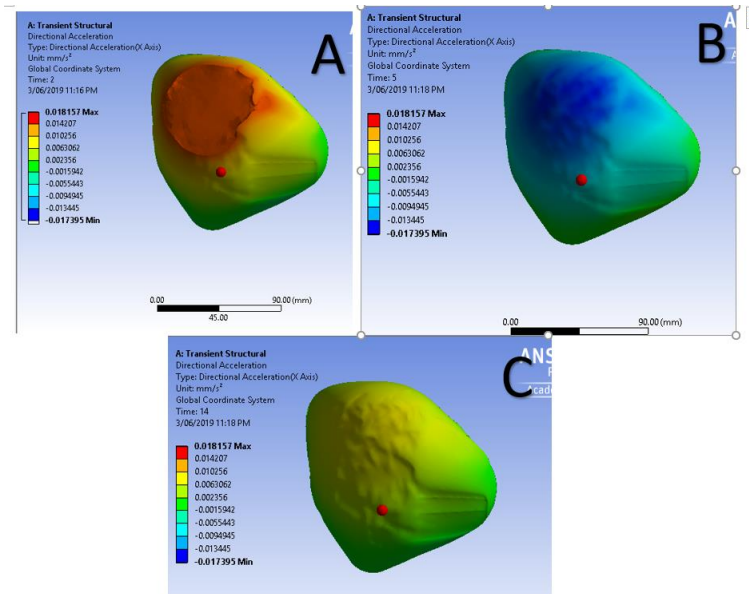 A: Transient Structural
Directional Acceleration
Type: Directional Acceleration(X Axis)
Unit: mm/s²
Global Coordinate System
Time: 2
3/06/2019 11:16 PM
A
0.018157 Max
0.014207
0.010256
0.0063062
0.002356
-0.0015942
-0.0055443
-0.0094945
-0.013445
-0.017395 Min
0.00
90.00 (mm)
45.00
A: Transient Structural
Directional Acceleration
Type: Directional Acceleration(X Axis)
Unit: mm/s²
Global Coordinate System
Time: 5
3/06/2019 11:18 PM
A
B
0.018157 Max
0.014207
0.010256
0.0063062
0.002356
-0.0015942
-0.0055443
-0.0094945
-0.013445
-0.017395 Min
0.00
90.00 (mm)
A: Transient Structural
Directional Acceleration
Type: Directional Acceleration(X Axis)
Unit: mm/s²
Global Coordinate System
Time: 14
3/06/2019 11:18 PM
ANS
C
Acade
0.018157 Max
0.014207
0.010256
0.0063062
0.002356
-0.0015942
-0.0055443
-0.0094945
-0.013445
-0.017395 Min